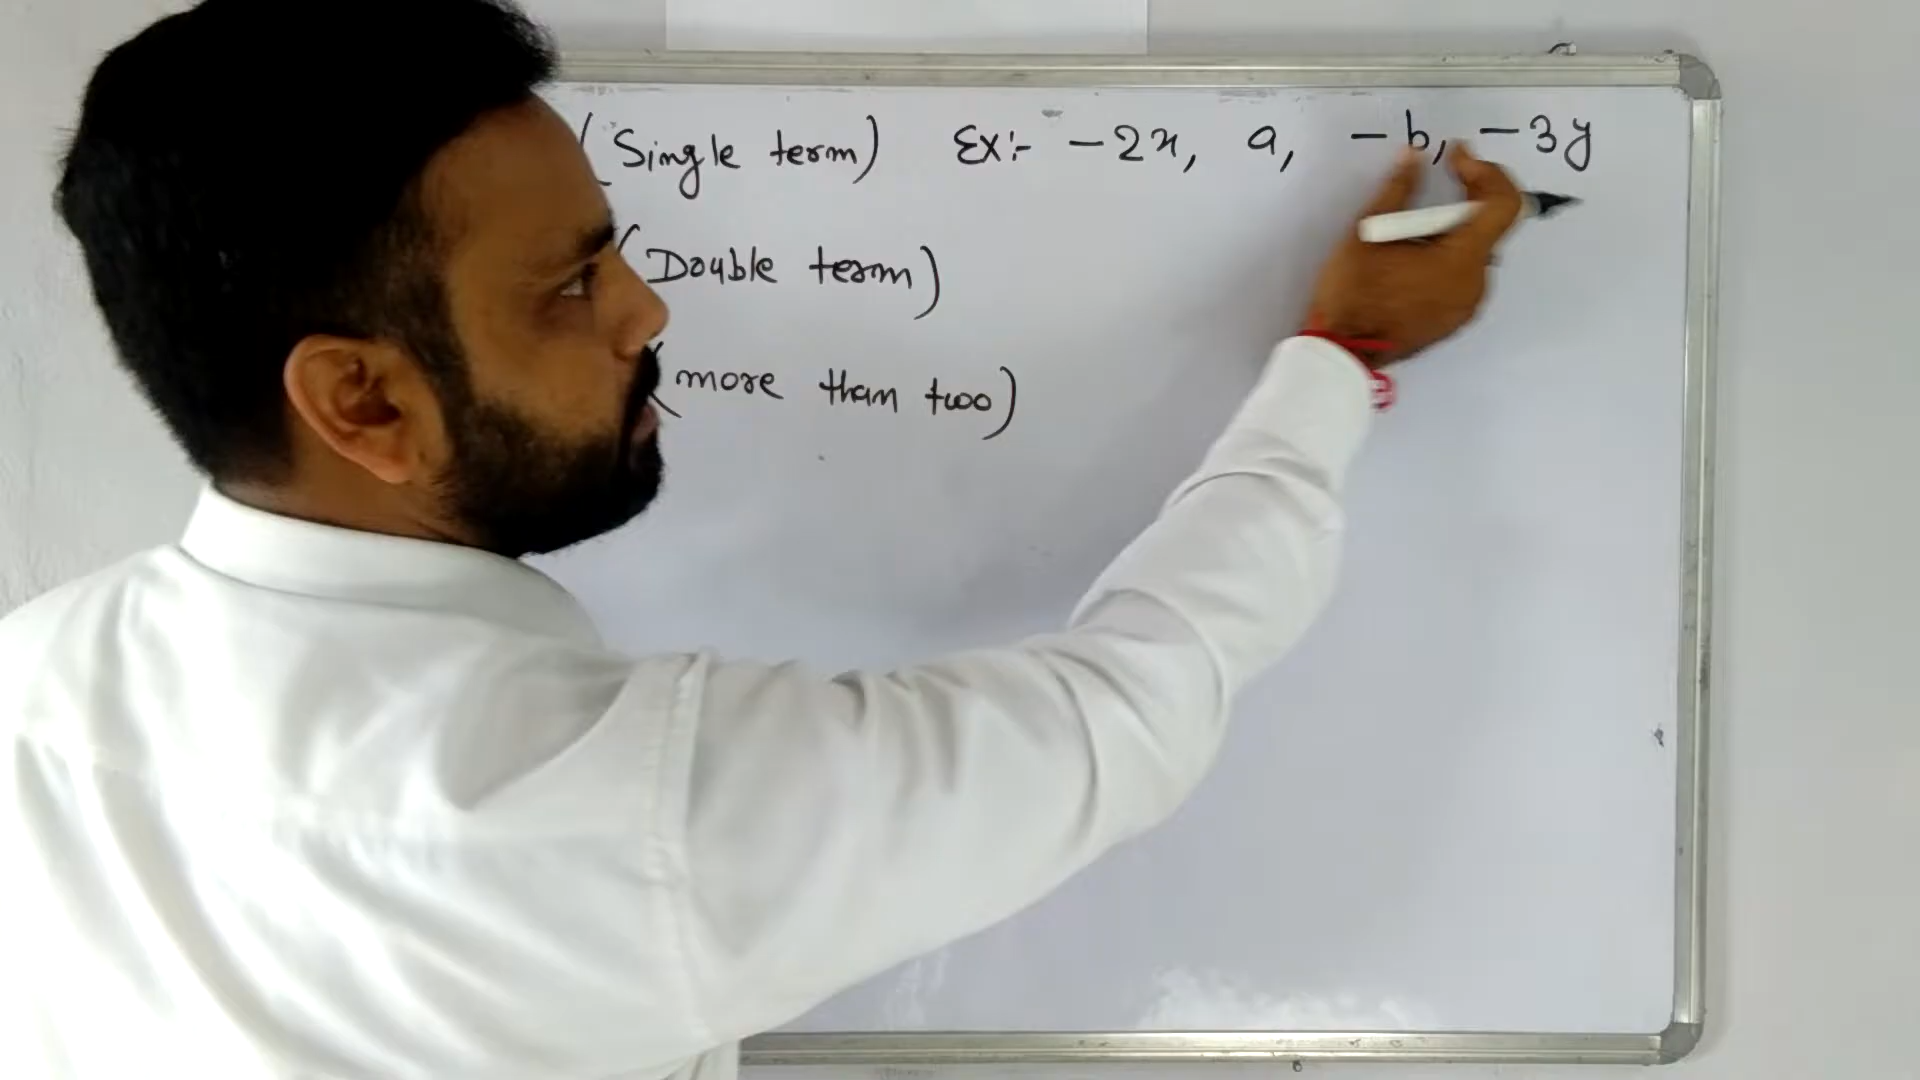 (Single term) Ex:- -2x, a, -b, -3y
(Double term)
(more than two)